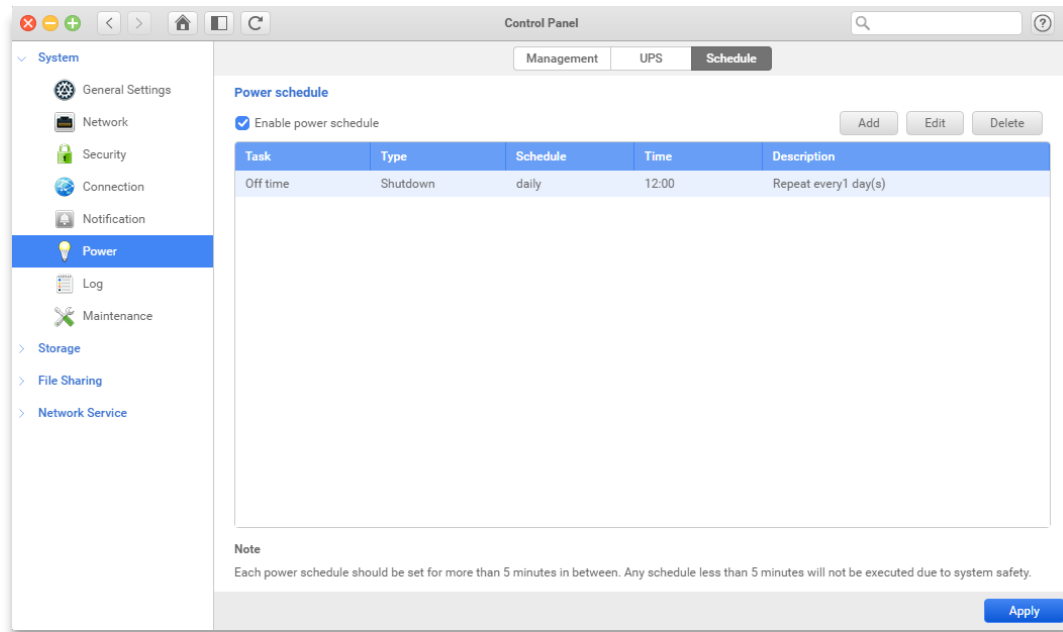 Control Panel
System
Management UPS Schedule
General Settings
Network
Security
Connection
Notification
Power
Log
Maintenance
Storage
File Sharing
Network Service
Power schedule
Enable power schedule
Add Edit Delete
Task Type Schedule Time Description
Off time Shutdown daily 12:00 Repeat every1 day(s)
Note
Each power schedule should be set for more than 5 minutes in between. Any schedule less than 5 minutes will not be executed due to system safety.
Apply